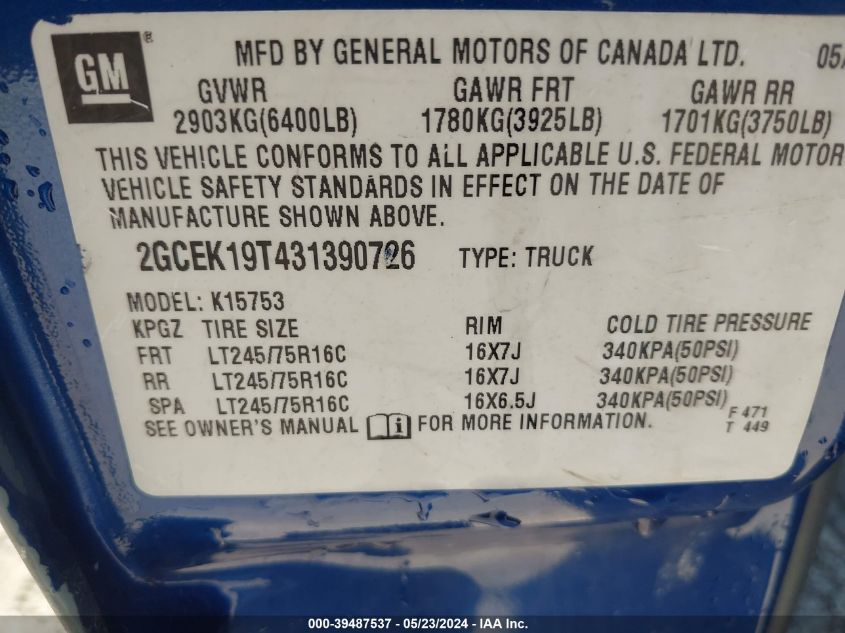 GM ® MFD BY GENERAL MOTORS OF CANADA LTD. 05/
GVWR GAWR FRT GAWR RR
2903KG(6400LB) 1780KG(3925LB) 1701KG(3750LB)
THIS VEHICLE CONFORMS TO ALL APPLICABLE U.S. FEDERAL MOTOR
VEHICLE SAFETY STANDARDS IN EFFECT ON THE DATE OF
MANUFACTURE SHOWN ABOVE.
2GCEK19T431390726 TYPE: TRUCK
MODEL: K15753
KPGZ TIRE SIZE RIM COLD TIRE PRESSURE
FRT LT245/75R16C 16X7J 340KPA(50PSI)
RR LT245/75R16C 16X7J 340KPA(50PSI)
SPA LT245/75R16C 16X6.5J 340KPA(50PSI)
SEE OWNER'S MANUAL i FOR MORE INFORMATION. F 471
T 449
000-39487537 - 05/23/2024 - IAA Inc.